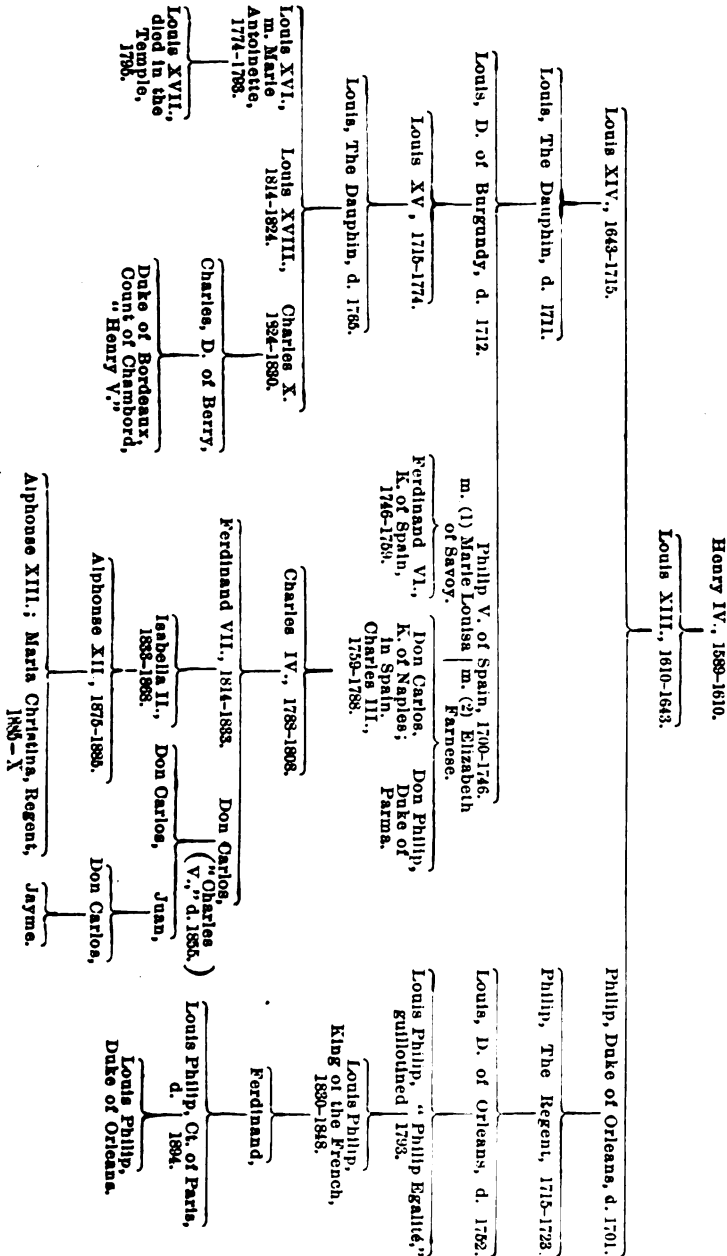 Henry IV., 1589–1610.
Louis XIII., 1610–1643.
Louis XIV., 1643–1715.
Philip, Duke of Orleans, d. 1701.
Louis, The Dauphin, d. 1711.
Philip, The Regent, 1715–1723
Louis, D. of Burgundy, d. 1712.
Philip V. of Spain, 1700–1746.
m. (1) Marie Louisa | m. (2) Elizabeth
of Savoy. Farnese.
Louis, D. of Orleans, d. 1752.
Louis XV, 1715–1774.
Ferdinand VI.,
K. of Spain,
1746–1759.
Don Carlos,
K. of Naples;
in Spain.
Charles III.,
1759–1788.
Don Philip,
Duke of
Parma.
Louis Philip, “Philip Egalité,”
guillotined 1793.
Louis, The Dauphin, d. 1765.
Charles IV., 1788–1808.
Louis Philip,
King of the French,
1830–1848.
Louis XVI.,
m. Marie
Antoinette,
1774–1793.
Louis XVIII.,
1814–1824.
Charles X.
1824–1830.
Ferdinand VII., 1814–1833.
Don Carlos,
(“Charles
V.,” d. 1855.)
Ferdinand,
Louis XVII.,
died in the
Temple,
1795.
Charles, D. of Berry,
Isabella II.,
1833–1868.
Don Carlos,
Juan,
Louis Philip, Ct. of Paris,
d. 1894.
Duke of Bordeaux,
Count of Chambord,
“Henry V.”
Alphonse XII., 1875–1885.
Don Carlos,
Louis Philip,
Duke of Orleans.
Alphonse XIII.; Maria Christina, Regent,
1885–X
Jayme.